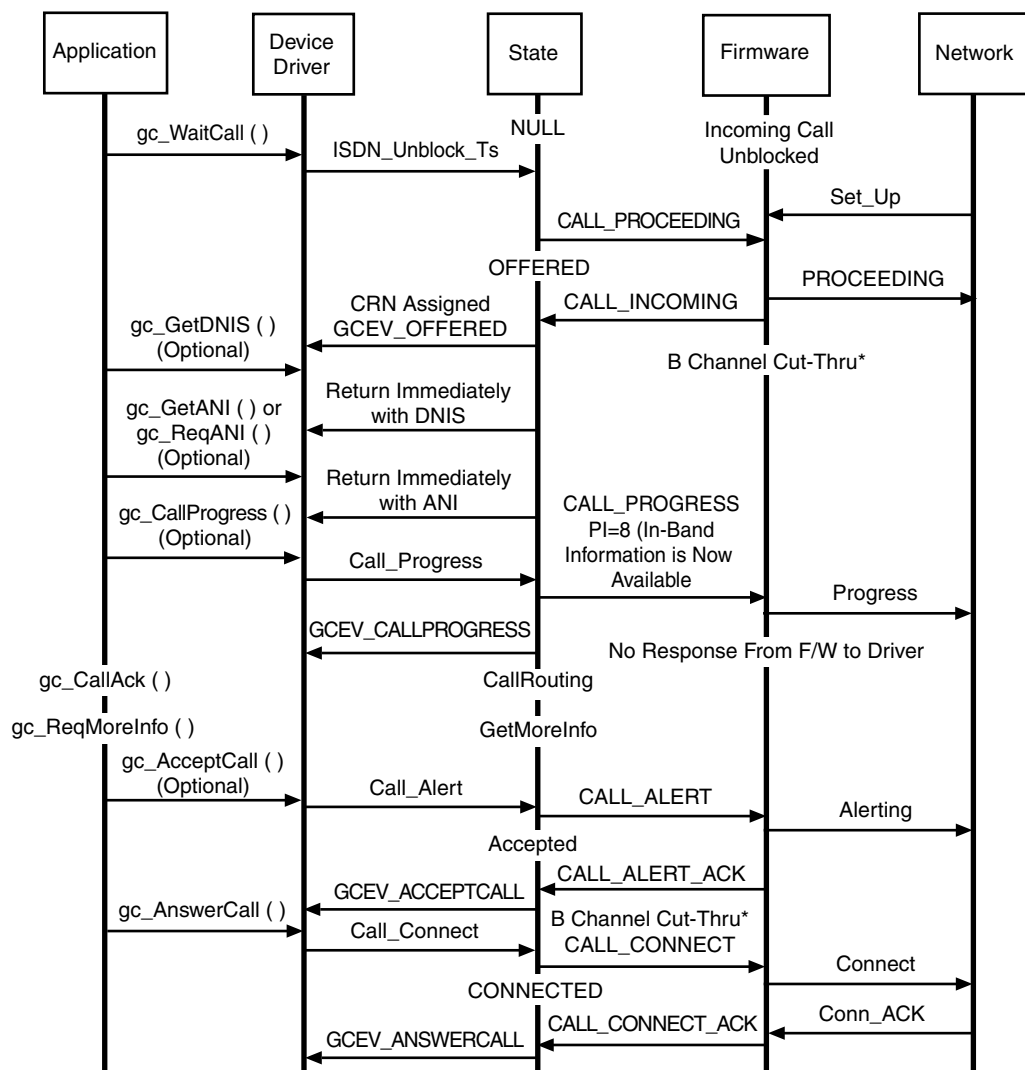 Application
Device
Driver
State
Firmware
Network
gc_WaitCall ( )
ISDN_Unblock_Ts
NULL
Incoming Call
Unblocked
Set_Up
CALL_PROCEEDING
OFFERED
PROCEEDING
CRN Assigned
GCEV_OFFERED
CALL_INCOMING
gc_GetDNIS ( )
(Optional)
B Channel Cut-Thru*
Return Immediately
with DNIS
gc_GetANI ( ) or
gc_ReqANI ( )
(Optional)
Return Immediately
with ANI
gc_CallProgress ( )
(Optional)
CALL_PROGRESS
PI=8 (In-Band
Information is Now
Available
Call_Progress
Progress
GCEV_CALLPROGRESS
No Response From F/W to Driver
gc_CallAck ( )
CallRouting
gc_ReqMoreInfo ( )
GetMoreInfo
gc_AcceptCall ( )
(Optional)
Call_Alert
CALL_ALERT
Alerting
Accepted
CALL_ALERT_ACK
GCEV_ACCEPTCALL
gc_AnswerCall ( )
Call_Connect
B Channel Cut-Thru*
CALL_CONNECT
Connect
CONNECTED
Conn_ACK
CALL_CONNECT_ACK
GCEV_ANSWERCALL